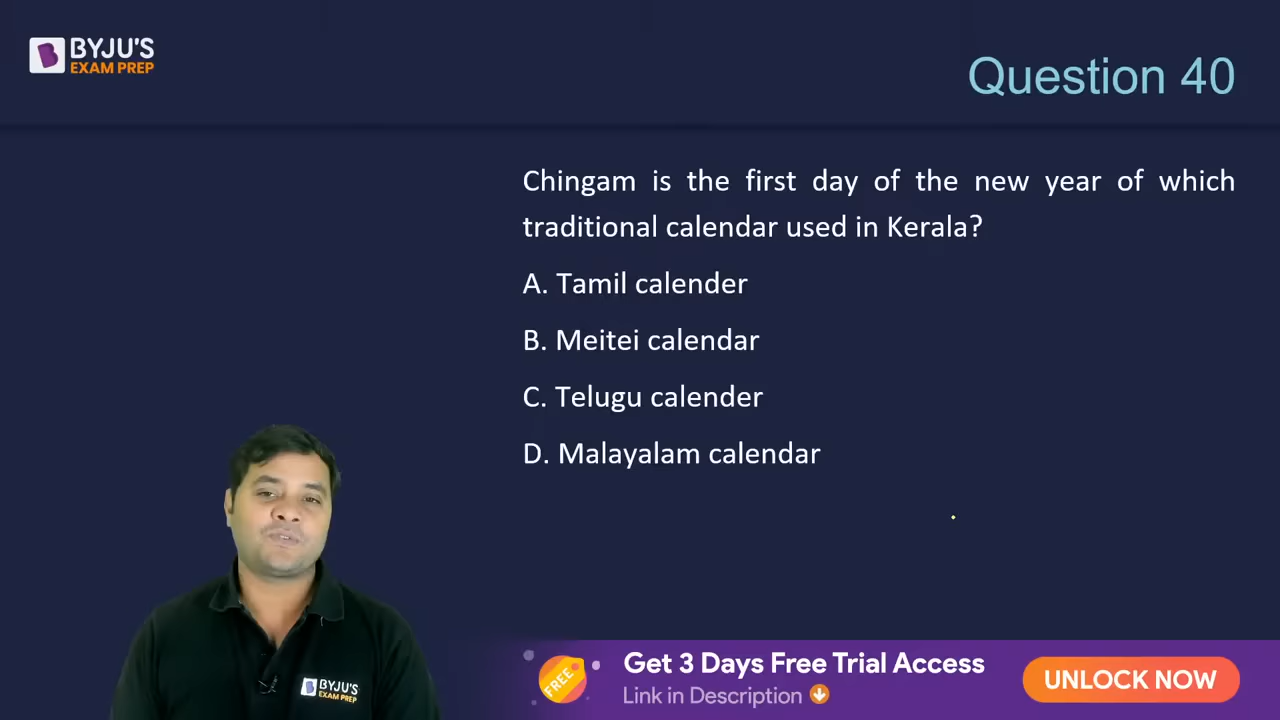 BYJU'S
EXAM PREP
Question 40
Chingam is the first day of the new year of which
traditional calendar used in Kerala?
A. Tamil calender
B. Meitei calendar
C. Telugu calender
D. Malayalam calendar
BYJU'S
EXAM PREP
FREE
Get 3 Days Free Trial Access
Link in Description
UNLOCK NOW